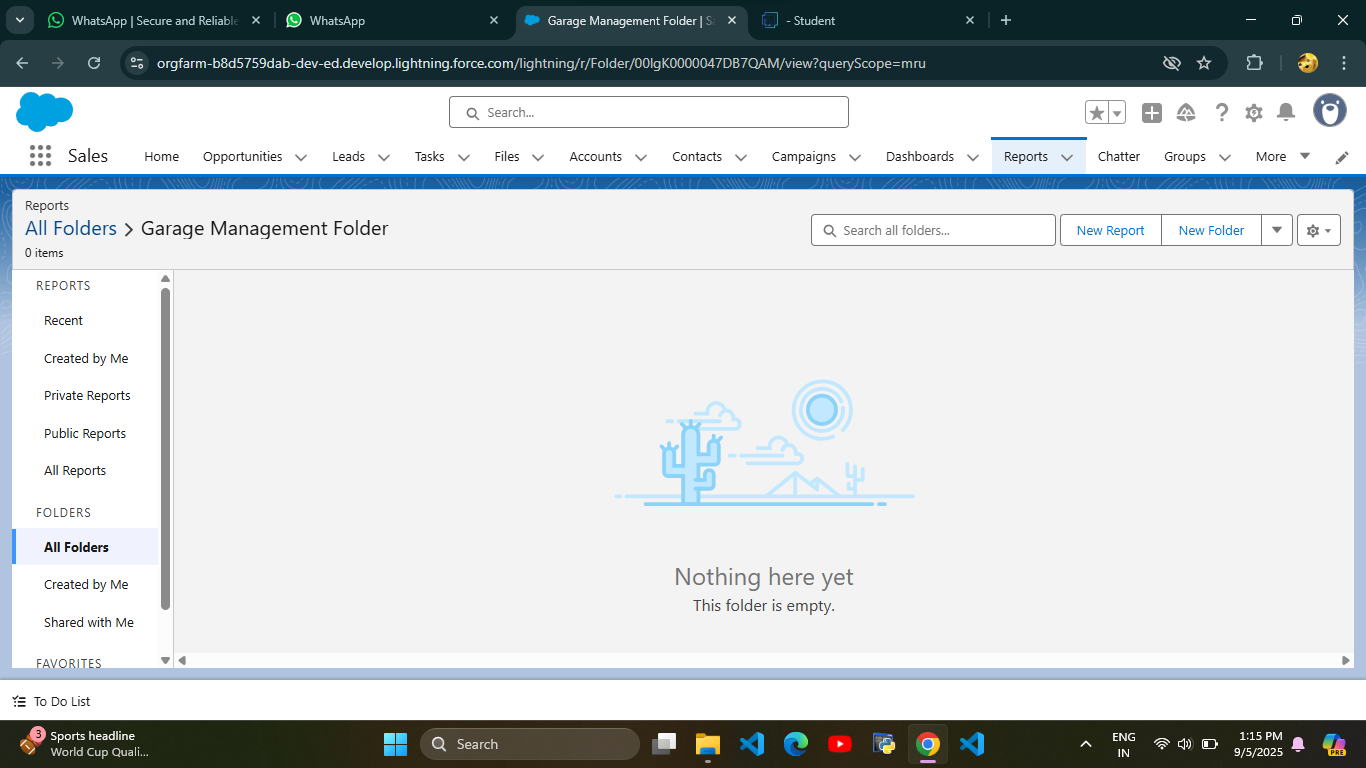 WhatsApp | Secure and Reliable
WhatsApp
Garage Management Folder | S
- Student
orgfarm-b8d5759dab-dev-ed.develop.lightning.force.com/lightning/r/Folder/00lgK0000047DB7QAM/view?queryScope=mru
Search...
Sales
Home
Opportunities
Leads
Tasks
Files
Accounts
Contacts
Campaigns
Dashboards
Reports
Chatter
Groups
More
Reports
All Folders > Garage Management Folder
0 items
Search all folders...
New Report
New Folder
REPORTS
Recent
Created by Me
Private Reports
Public Reports
All Reports
FOLDERS
All Folders
Created by Me
Shared with Me
FAVORITES
Nothing here yet
This folder is empty.
To Do List
3
Sports headline
World Cup Quali...
Search
ENG
IN
1:15 PM
9/5/2025
PRE